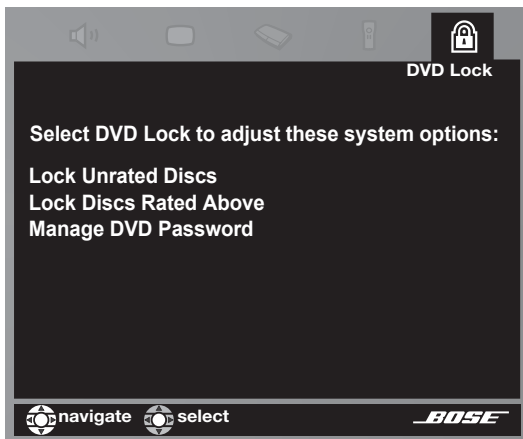 DVD Lock
Select DVD Lock to adjust these system options:
Lock Unrated Discs
Lock Discs Rated Above
Manage DVD Password
navigate select BOSE